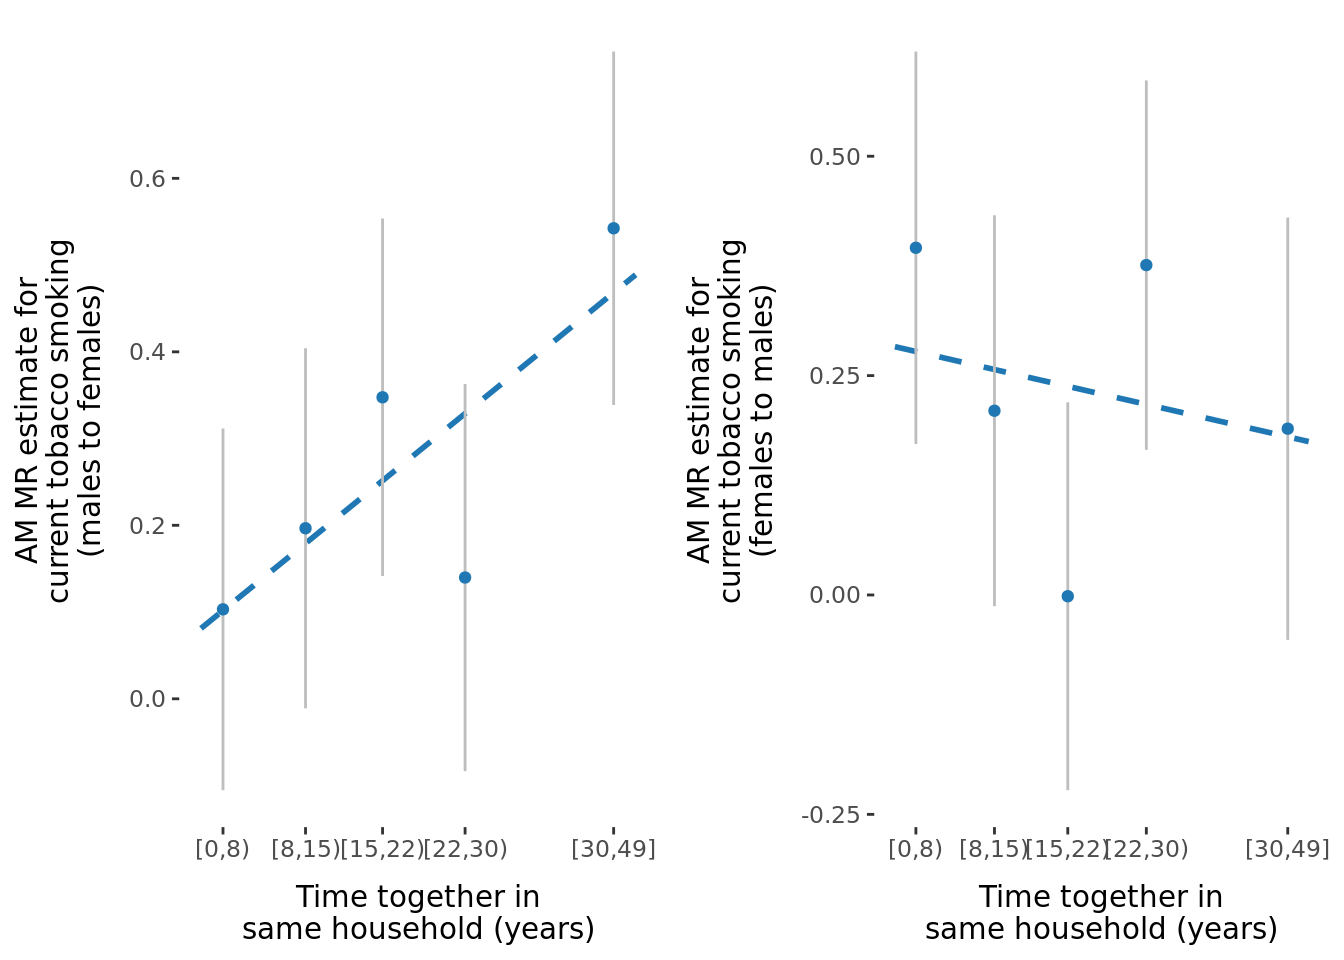 AM MR estimate for
current tobacco smoking
(males to females)
0.6
0.4
0.2
0.0
[0,8) [8,15) [15,22) [22,30) [30,49]
Time together in
same household (years)
AM MR estimate for
current tobacco smoking
(females to males)
0.50
0.25
0.00
-0.25
[0,8) [8,15) [15,22) [22,30) [30,49]
Time together in
same household (years)